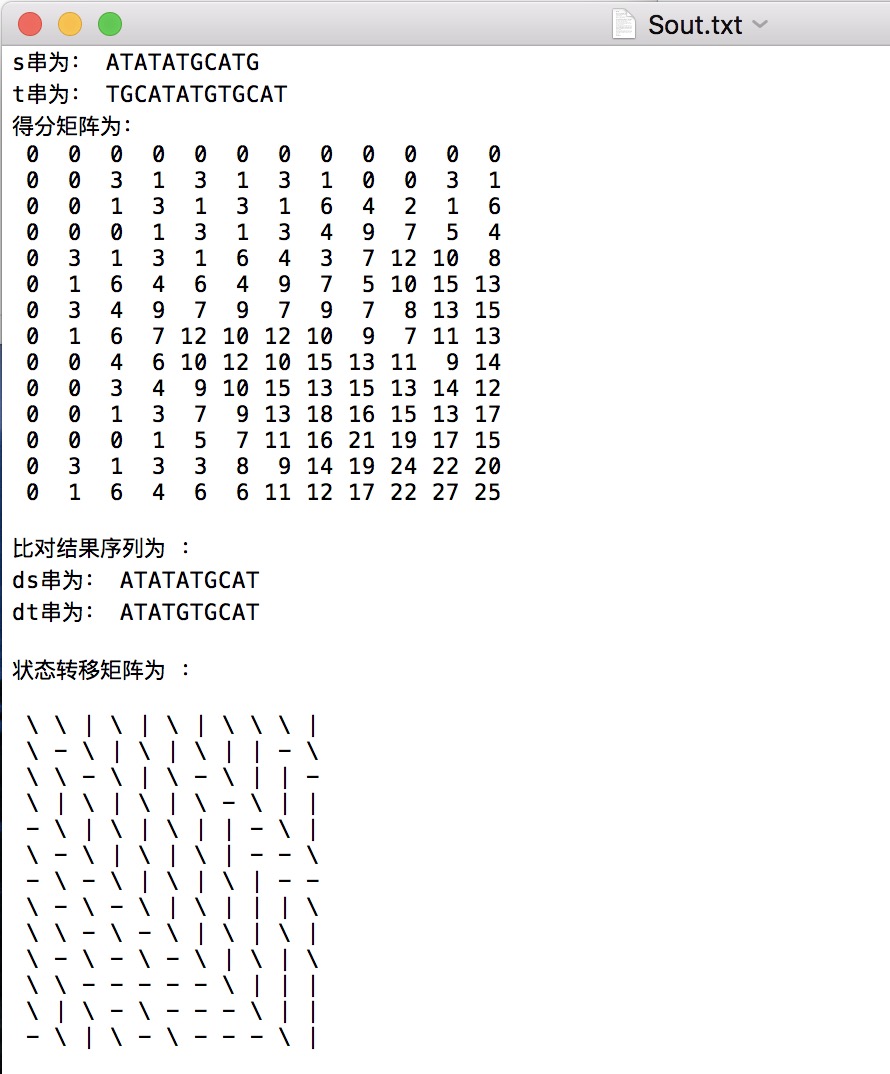 Sout.txt
s串为： ATATATGCATG
t串为： TGCATATGTGCAT
得分矩阵为：
0 0 0 0 0 0 0 0 0 0 0 0
0 0 3 1 3 1 3 1 0 0 3 1
0 0 1 3 1 3 1 6 4 2 1 6
0 0 0 1 3 1 3 4 9 7 5 4
0 3 1 3 1 6 4 3 7 12 10 8
0 1 6 4 6 4 9 7 5 10 15 13
0 3 4 9 7 9 7 9 7 8 13 15
0 1 6 7 12 10 12 10 9 7 11 13
0 0 4 6 10 12 10 15 13 11 9 14
0 0 3 4 9 10 15 13 15 13 14 12
0 0 1 3 7 9 13 18 16 15 13 17
0 0 0 1 5 7 11 16 21 19 17 15
0 3 1 3 3 8 9 14 19 24 22 20
0 1 6 4 6 6 11 12 17 22 27 25
比对结果序列为 ：
ds串为： ATATATGCAT
dt串为： ATATGTGCAT
状态转移矩阵为 ：
\ \ | \ | \ | \ \ \ |
\ - \ | \ | \ | | - \
\ \ - \ | \ - \ | | -
\ | \ | \ | \ - \ | |
- \ | \ | \ | | - \ |
\ - \ | \ | \ | - - \
- \ - \ | \ | \ | - -
\ - \ - \ | \ | | | \
\ \ - \ - \ | \ | \ |
\ - \ - \ - \ | \ | \
\ \ - - - - - \ | | |
\ | \ - \ - - - \ | |
- \ | \ - \ - - - \ |